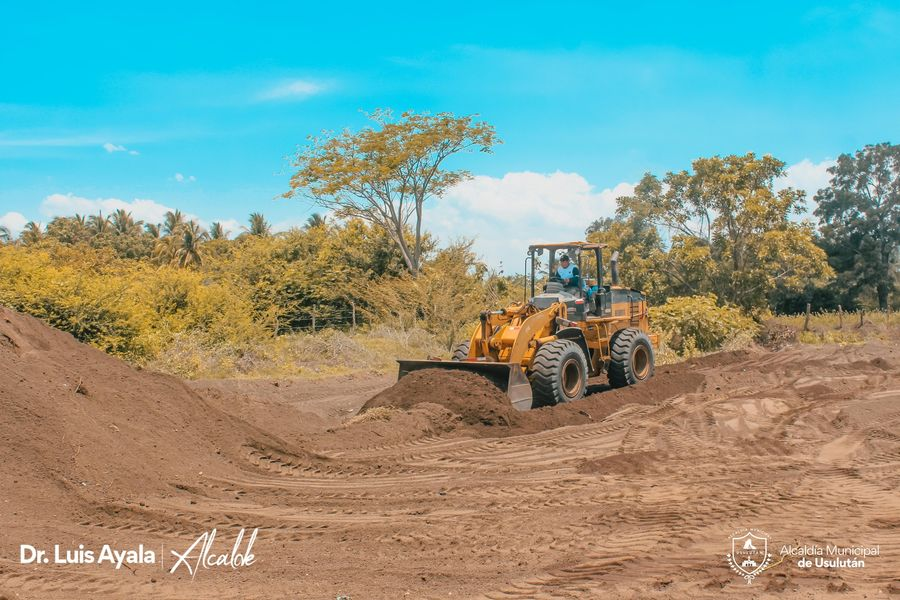 Dr. Luis Ayala | Alcalde
Alcaldía Municipal
de Usulután